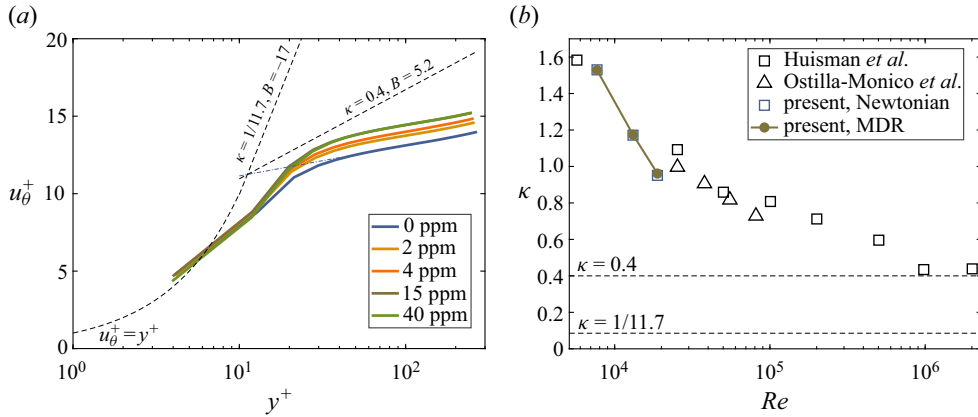 (a)
20
15
10
5
0
u_θ^+
κ = 1/11.7, B = −17
κ = 0.4, B = 5.2
u_θ^+ = y^+
0 ppm
2 ppm
4 ppm
15 ppm
40 ppm
10^0
10^1
10^2
y^+
(b)
1.6
1.4
1.2
1.0
0.8
0.6
0.4
0.2
0
κ
Huisman et al.
Ostilla-Monico et al.
present, Newtonian
present, MDR
κ = 0.4
κ = 1/11.7
10^4
10^5
10^6
Re